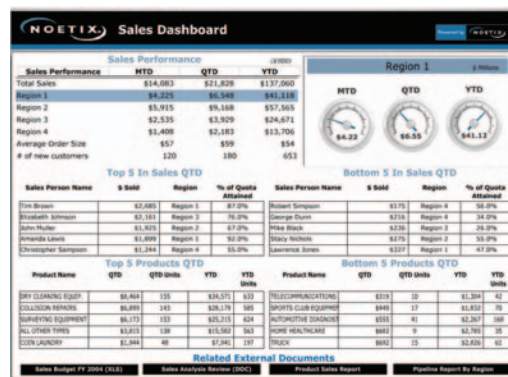 NOETIX Sales Dashboard Powered by NOETIX
Sales Performance ($000)
Sales Performance MTD QTD YTD
Total Sales $14,083 $21,828 $137,060
Region 1 $4,225 $6,548 $41,118
Region 2 $5,915 $9,168 $57,565
Region 3 $2,535 $3,929 $24,671
Region 4 $1,408 $2,183 $13,706
Average Order Size $57 $59 $54
# of new customers 120 180 653
Region 1 $ Millions
MTD QTD YTD
$4.22 $6.55 $41.12
Top 5 In Sales QTD
Sales Person Name $ Sold Region % of Quota Attained
Tim Brown $2,685 Region 1 87.0%
Elizabeth Johnson $2,161 Region 3 76.0%
John Muller $1,925 Region 2 67.0%
Amanda Lewis $1,899 Region 1 92.0%
Christopher Sampson $1,244 Region 4 55.0%
Bottom 5 In Sales QTD
Sales Person Name $ Sold Region % of Quota Attained
Robert Simpson $175 Region 4 56.0%
George Dunn $216 Region 4 34.0%
Mike Black $236 Region 3 26.0%
Stacy Nichols $275 Region 2 55.0%
Lawrence Jones $327 Region 1 47.0%
Top 5 Products QTD
Product Name QTD QTD Units YTD YTD Units
DRY CLEANING EQUIP. $8,464 155 $34,571 633
COLLISION REPAIRS $6,899 143 $28,179 585
SURVEYING EQUIPMENT $6,173 153 $25,215 624
ALL OTHER TYPES $3,815 138 $15,582 563
COIN LAUNDRY $1,944 48 $7,941 197
Bottom 5 Products QTD
Product Name QTD QTD Units YTD YTD Units
TELECOMMUNICATIONS $319 10 $1,304 42
SPORTS CLUB EQUIPMEN $449 17 $1,832 70
AUTOMOTIVE DIAGNOST $555 41 $2,267 168
HOME HEALTHCARE $682 9 $2,785 35
TRUCK $692 15 $2,826 61
Related External Documents
Sales Budget FY 2004 (XLS) Sales Analysis Review (DOC) Product Sales Report Pipeline Report By Region